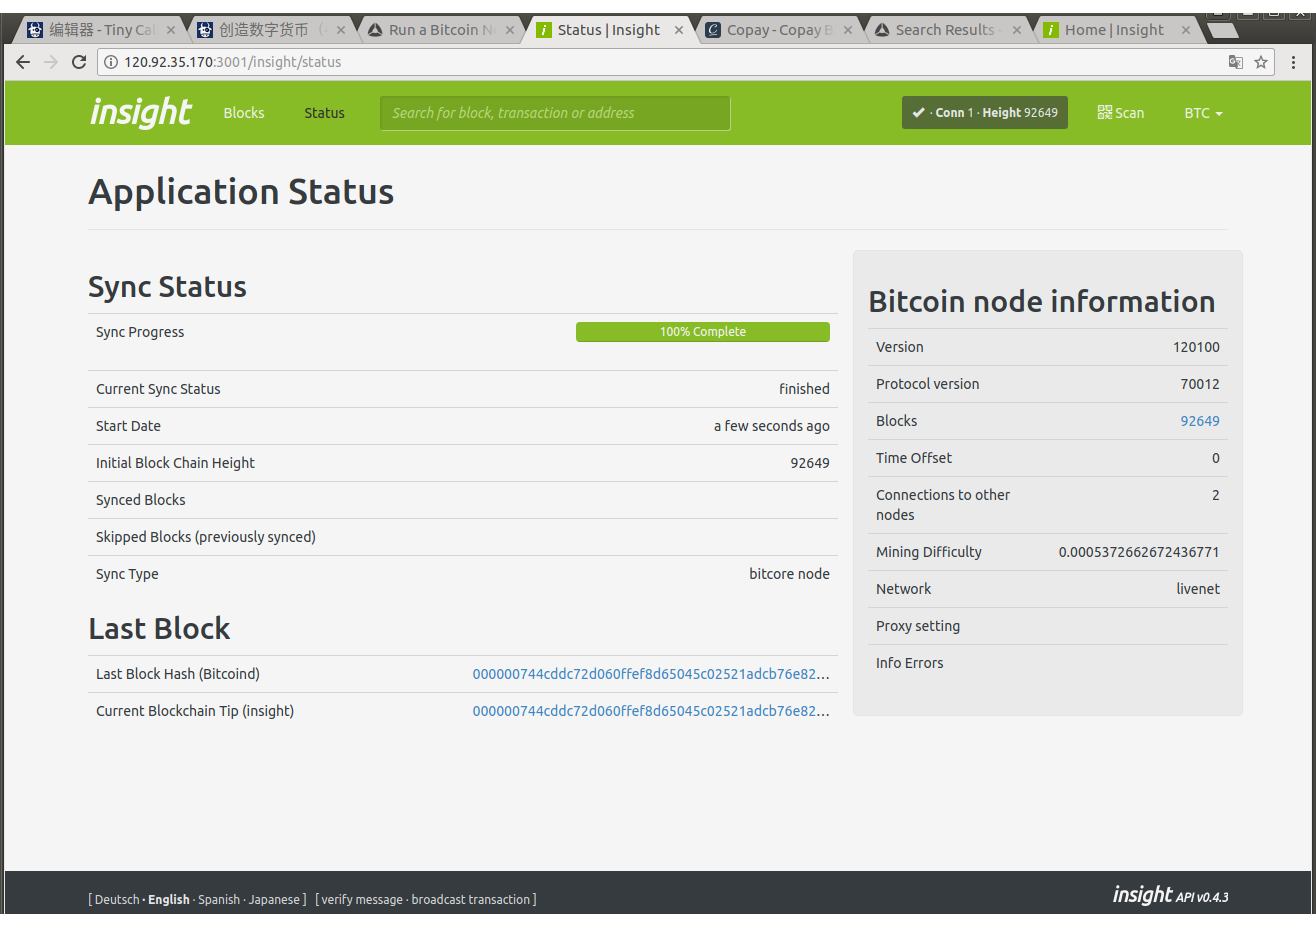 编辑器 - Tiny Cal
创造数字货币 (
Run a Bitcoin N
Status | Insight
Copay - Copay B
Search Results -
Home | Insight
120.92.35.170:3001/insight/status
insight
Blocks
Status
Search for block, transaction or address
· Conn 1 · Height 92649
Scan
BTC
Application Status
Sync Status
Sync Progress
100% Complete
Current Sync Status
finished
Start Date
a few seconds ago
Initial Block Chain Height
92649
Synced Blocks
Skipped Blocks (previously synced)
Sync Type
bitcore node
Last Block
Last Block Hash (Bitcoind)
000000744cddc72d060ffef8d65045c02521adcb76e82...
Current Blockchain Tip (insight)
000000744cddc72d060ffef8d65045c02521adcb76e82...
Bitcoin node information
Version
120100
Protocol version
70012
Blocks
92649
Time Offset
0
Connections to other
nodes
2
Mining Difficulty
0.0005372662672436771
Network
livenet
Proxy setting
Info Errors
[ Deutsch · English · Spanish · Japanese ] [ verify message · broadcast transaction ]
insight API v0.4.3